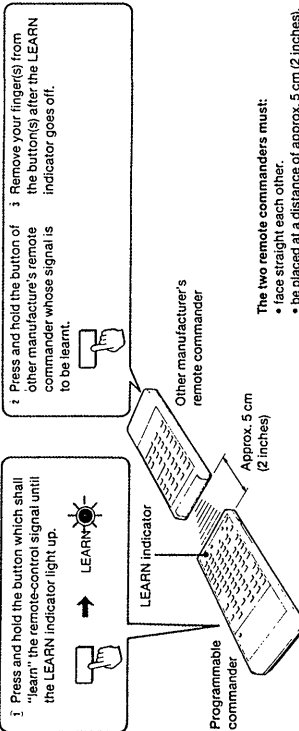 1 Press and hold the button which shall
"learn" the remote-control signal until
the LEARN indicator light up.
LEARN
2 Press and hold the button of
other manufacture's remote
commander whose signal is
to be learnt.
3 Remove your finger(s) from
the button(s) after the LEARN
indicator goes off.
LEARN indicator
Other manufacturer's
remote commander
Programmable
commander
Approx. 5 cm
(2 inches)
The two remote commanders must:
• face straight each other.
• be placed at a distance of approx. 5 cm (2 inches).